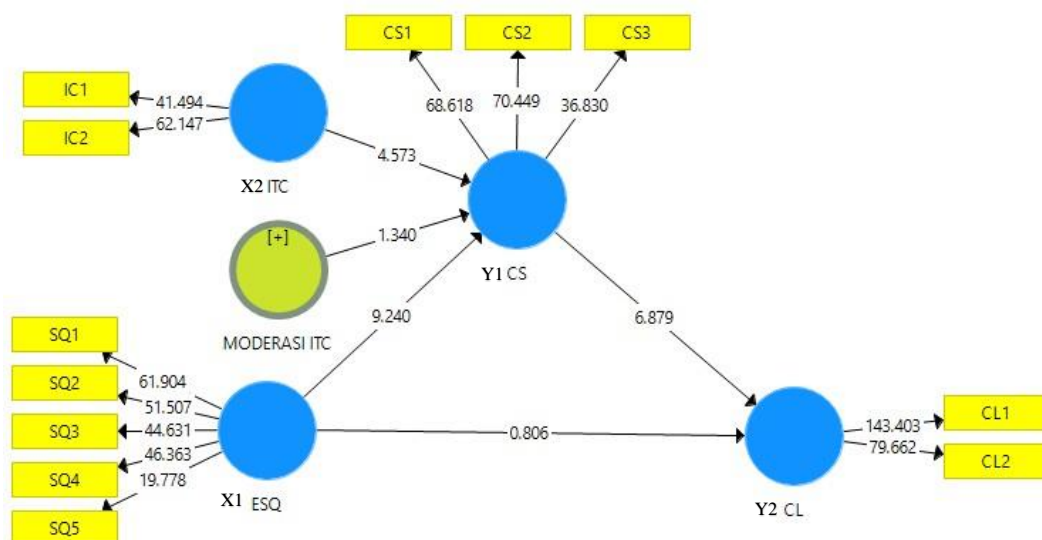 CS1
CS2
CS3
IC1
IC2
41.494
62.147
68.618
70.449
36.830
4.573
X2 ITC
[+]
1.340
MODERASI ITC
Y1 CS
9.240
6.879
SQ1
SQ2
SQ3
SQ4
SQ5
61.904
51.507
44.631
46.363
19.778
X1 ESQ
0.806
Y2 CL
143.403
79.662
CL1
CL2